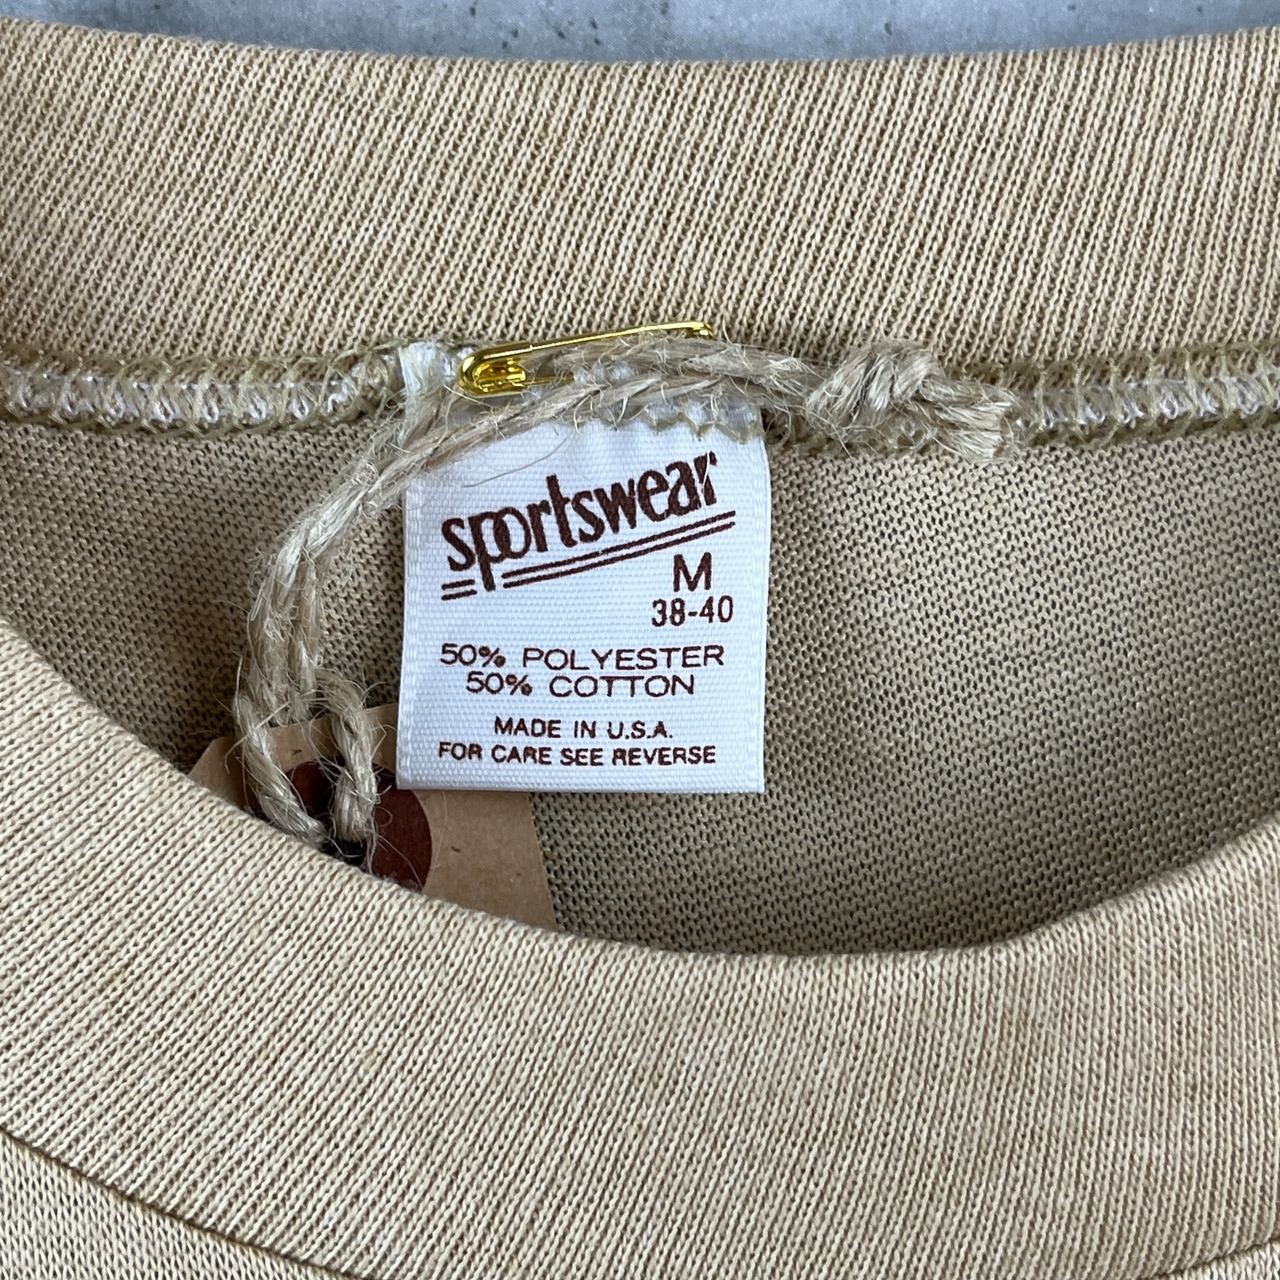 sportswear
M
38-40
50% POLYESTER
50% COTTON
MADE IN U.S.A.
FOR CARE SEE REVERSE